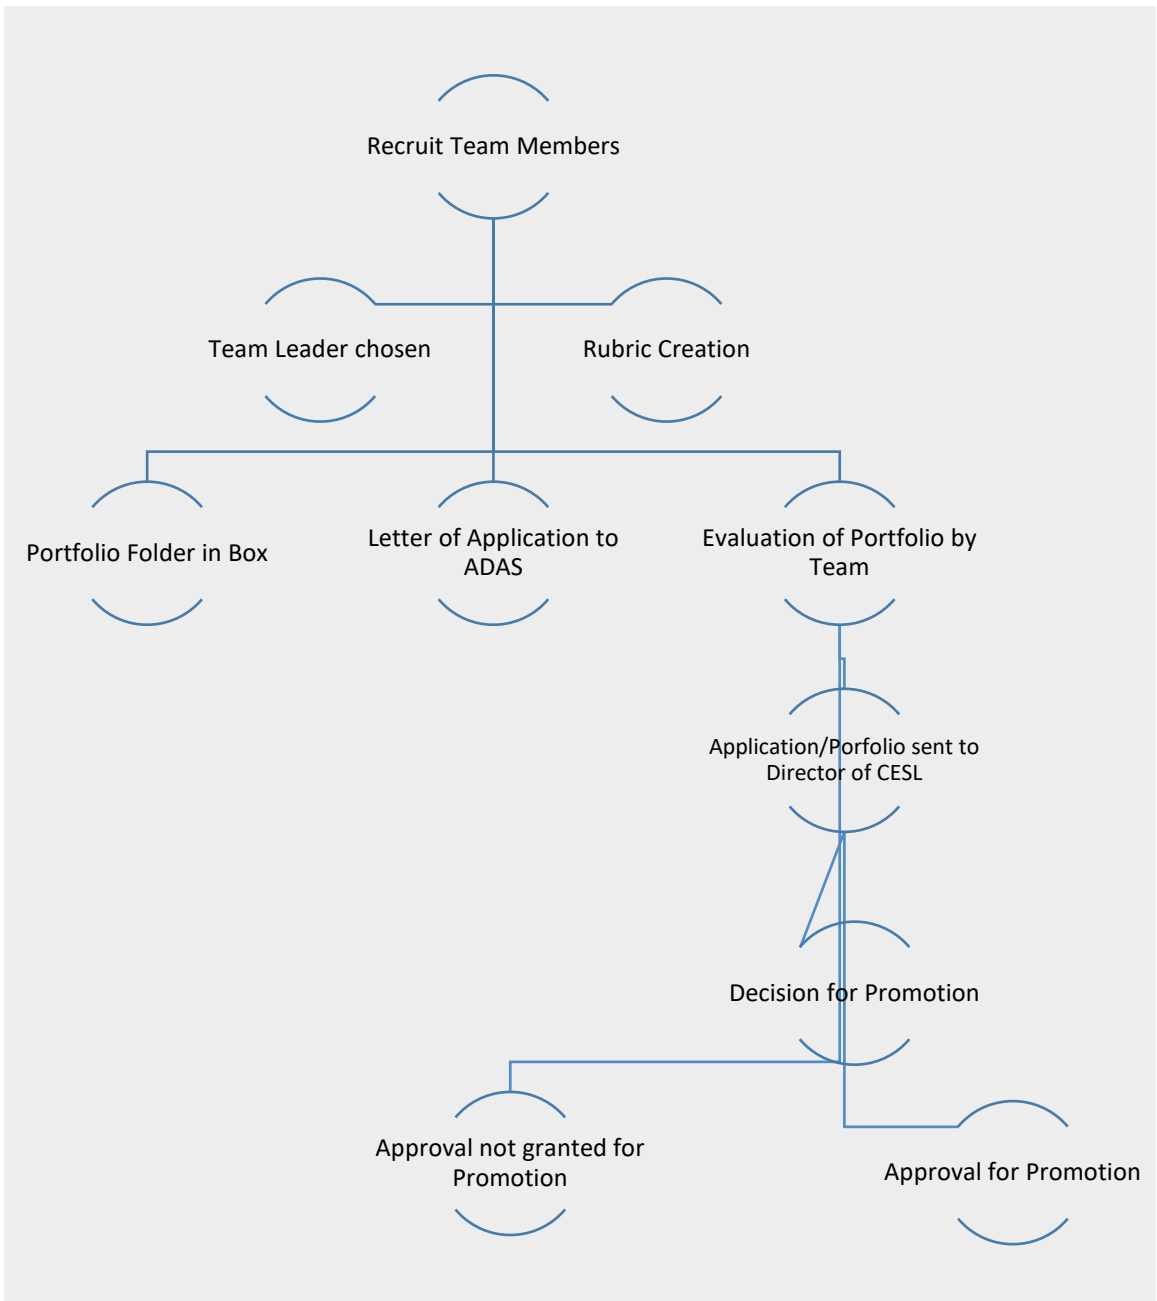 Recruit Team Members
Team Leader chosen
Rubric Creation
Portfolio Folder in Box
Letter of Application to
ADAS
Evaluation of Portfolio by
Team
Application/Porfolio sent to
Director of CESL
Decision for Promotion
Approval not granted for
Promotion
Approval for Promotion